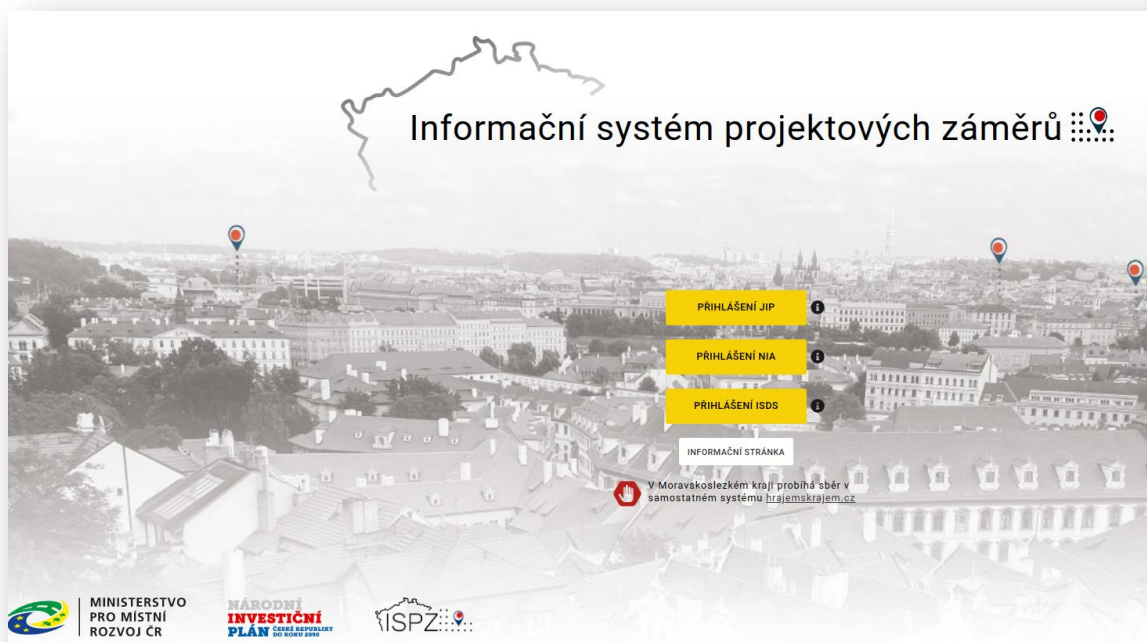 Informační systém projektových záměrů
PŘIHLÁŠENÍ JIP
PŘIHLÁŠENÍ NIA
PŘIHLÁŠENÍ ISDS
INFORMAČNÍ STRÁNKA
V Moravskoslezkém kraji probíhá sběr v
samostatném systému hrajemskrajem.cz
MINISTERSTVO
PRO MÍSTNÍ
ROZVOJ ČR
NÁRODNÍ
INVESTIČNÍ
PLÁN ČESKÉ REPUBLIKY
DO ROKU 2050
ISPZ